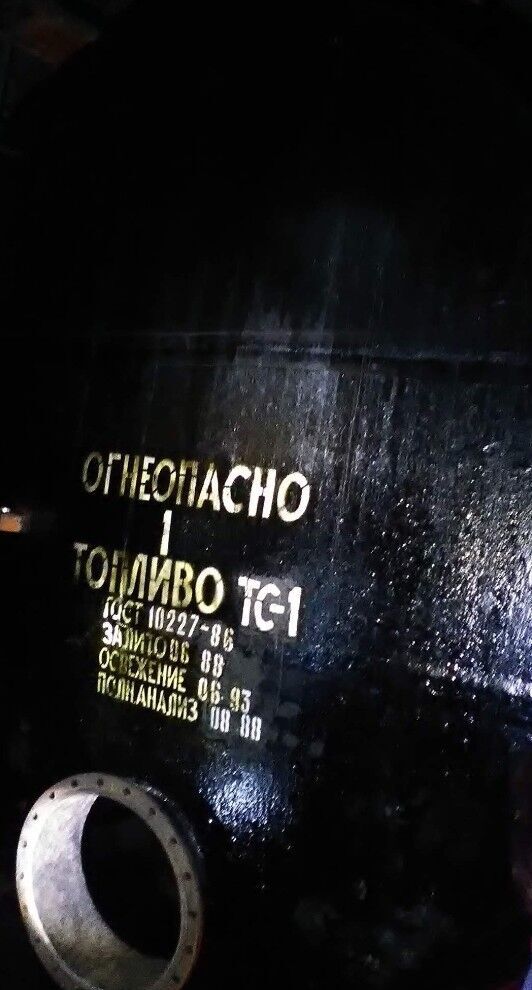 ОГНЕОПАСНО
1
ТОПЛИВО ТС-1
ГОСТ 10227-86
ЗАЛИТО 06 88
ОСВЕЖЕНИЕ 06.93
ПОЛН.АНАЛИЗ 08 88